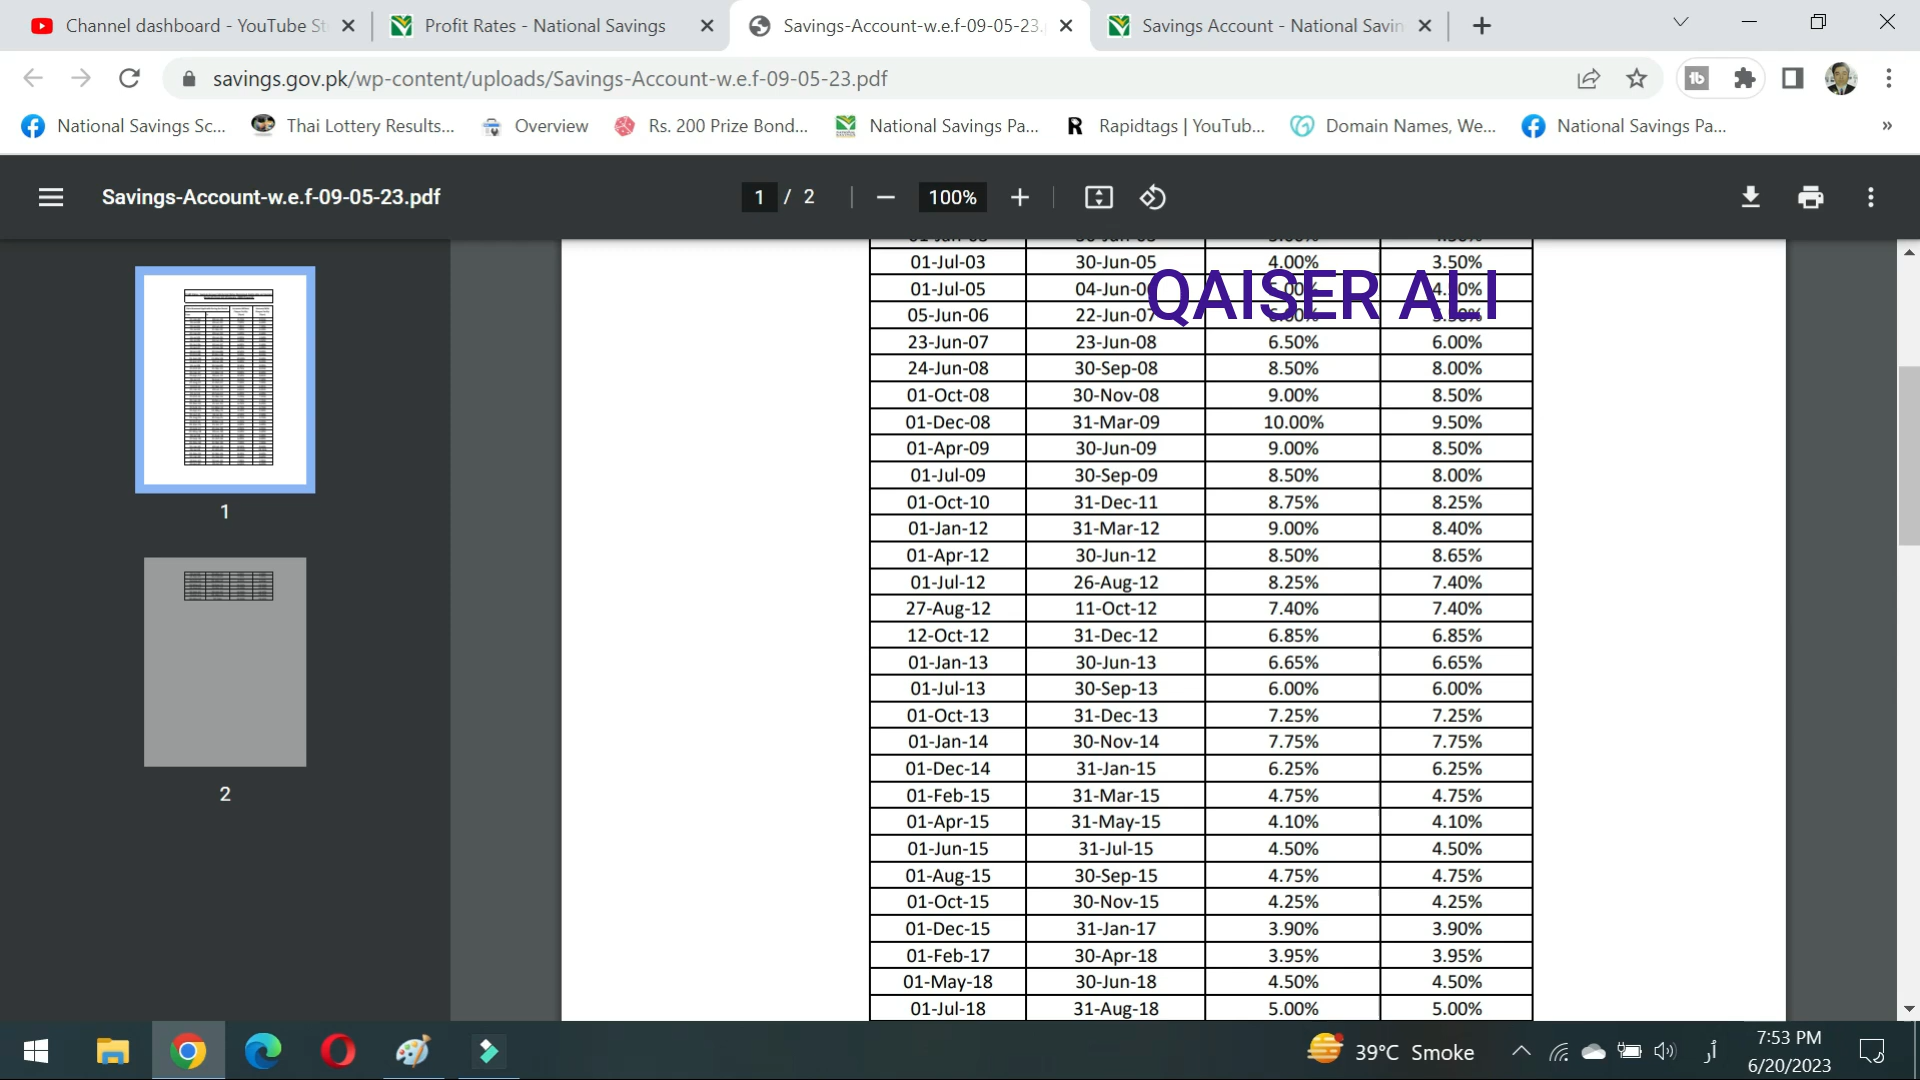 Channel dashboard - YouTube St
Profit Rates - National Savings
Savings-Account-w.e.f-09-05-23.
Savings Account - National Savin
savings.gov.pk/wp-content/uploads/Savings-Account-w.e.f-09-05-23.pdf
National Savings Sc...
Thai Lottery Results...
Overview
Rs. 200 Prize Bond...
National Savings Pa...
Rapidtags | YouTub...
Domain Names, We...
National Savings Pa...
»
Savings-Account-w.e.f-09-05-23.pdf
1 / 2
100%
QAISER ALI
01-Jul-03 30-Jun-05 4.00% 3.50%
01-Jul-05
05-Jun-06 22-Jun-07
23-Jun-07 23-Jun-08 6.50% 6.00%
24-Jun-08 30-Sep-08 8.50% 8.00%
01-Oct-08 30-Nov-08 9.00% 8.50%
01-Dec-08 31-Mar-09 10.00% 9.50%
01-Apr-09 30-Jun-09 9.00% 8.50%
01-Jul-09 30-Sep-09 8.50% 8.00%
01-Oct-10 31-Dec-11 8.75% 8.25%
01-Jan-12 31-Mar-12 9.00% 8.40%
01-Apr-12 30-Jun-12 8.50% 8.65%
01-Jul-12 26-Aug-12 8.25% 7.40%
27-Aug-12 11-Oct-12 7.40% 7.40%
12-Oct-12 31-Dec-12 6.85% 6.85%
01-Jan-13 30-Jun-13 6.65% 6.65%
01-Jul-13 30-Sep-13 6.00% 6.00%
01-Oct-13 31-Dec-13 7.25% 7.25%
01-Jan-14 30-Nov-14 7.75% 7.75%
01-Dec-14 31-Jan-15 6.25% 6.25%
01-Feb-15 31-Mar-15 4.75% 4.75%
01-Apr-15 31-May-15 4.10% 4.10%
01-Jun-15 31-Jul-15 4.50% 4.50%
01-Aug-15 30-Sep-15 4.75% 4.75%
01-Oct-15 30-Nov-15 4.25% 4.25%
01-Dec-15 31-Jan-17 3.90% 3.90%
01-Feb-17 30-Apr-18 3.95% 3.95%
01-May-18 30-Jun-18 4.50% 4.50%
01-Jul-18 31-Aug-18 5.00% 5.00%
1
2
39°C Smoke
7:53 PM
6/20/2023